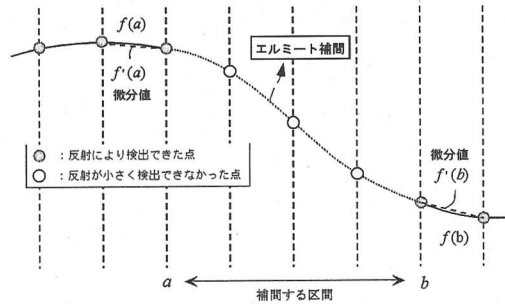 f(a)
エルミート補間
f'(a)
微分値
：反射により検出できた点
：反射が小さく検出できなかった点
微分値
f'(b)
f(b)
a
b
補間する区間